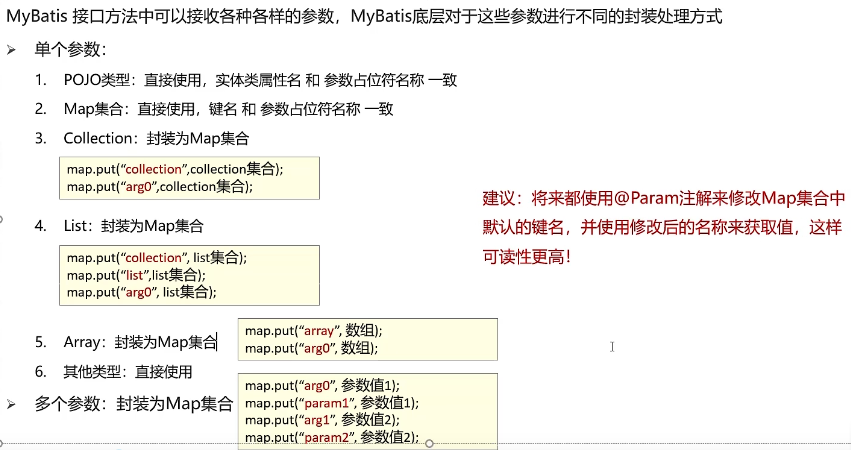 MyBatis 接口方法中可以接收各种各样的参数，MyBatis底层对于这些参数进行不同的封装处理方式
➢ 单个参数：
1. POJO类型：直接使用，实体类属性名 和 参数占位符名称 一致
2. Map集合：直接使用，键名 和 参数占位符名称 一致
3. Collection：封装为Map集合
map.put(“collection”,collection集合);
map.put(“arg0”,collection集合);
建议：将来都使用@Param注解来修改Map集合中
默认的键名，并使用修改后的名称来获取值，这样
可读性更高！
4. List：封装为Map集合
map.put(“collection”, list集合);
map.put(“list”,list集合);
map.put(“arg0”, list集合);
5. Array：封装为Map集合
map.put(“array”, 数组);
map.put(“arg0”, 数组);
6. 其他类型：直接使用
➢ 多个参数：封装为Map集合
map.put(“arg0”, 参数值1);
map.put(“param1”, 参数值1);
map.put(“arg1”, 参数值2);
map.put(“param2”, 参数值2);